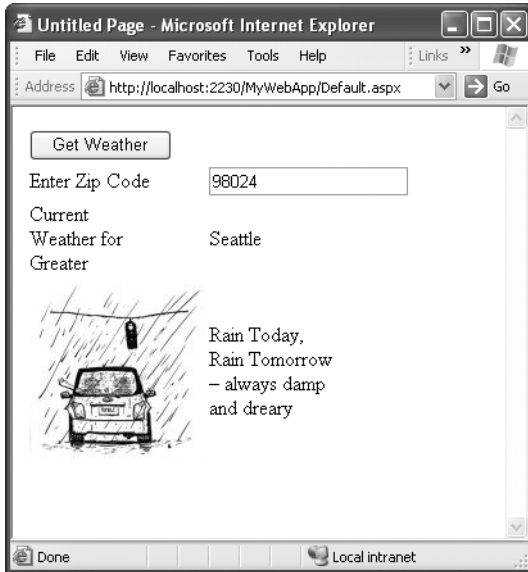 Untitled Page - Microsoft Internet Explorer
File Edit View Favorites Tools Help Links »
Address http://localhost:2230/MyWebApp/Default.aspx Go
Get Weather
Enter Zip Code 98024
Current
Weather for Seattle
Greater
Rain Today,
Rain Tomorrow
– always damp
and dreary
Done Local intranet